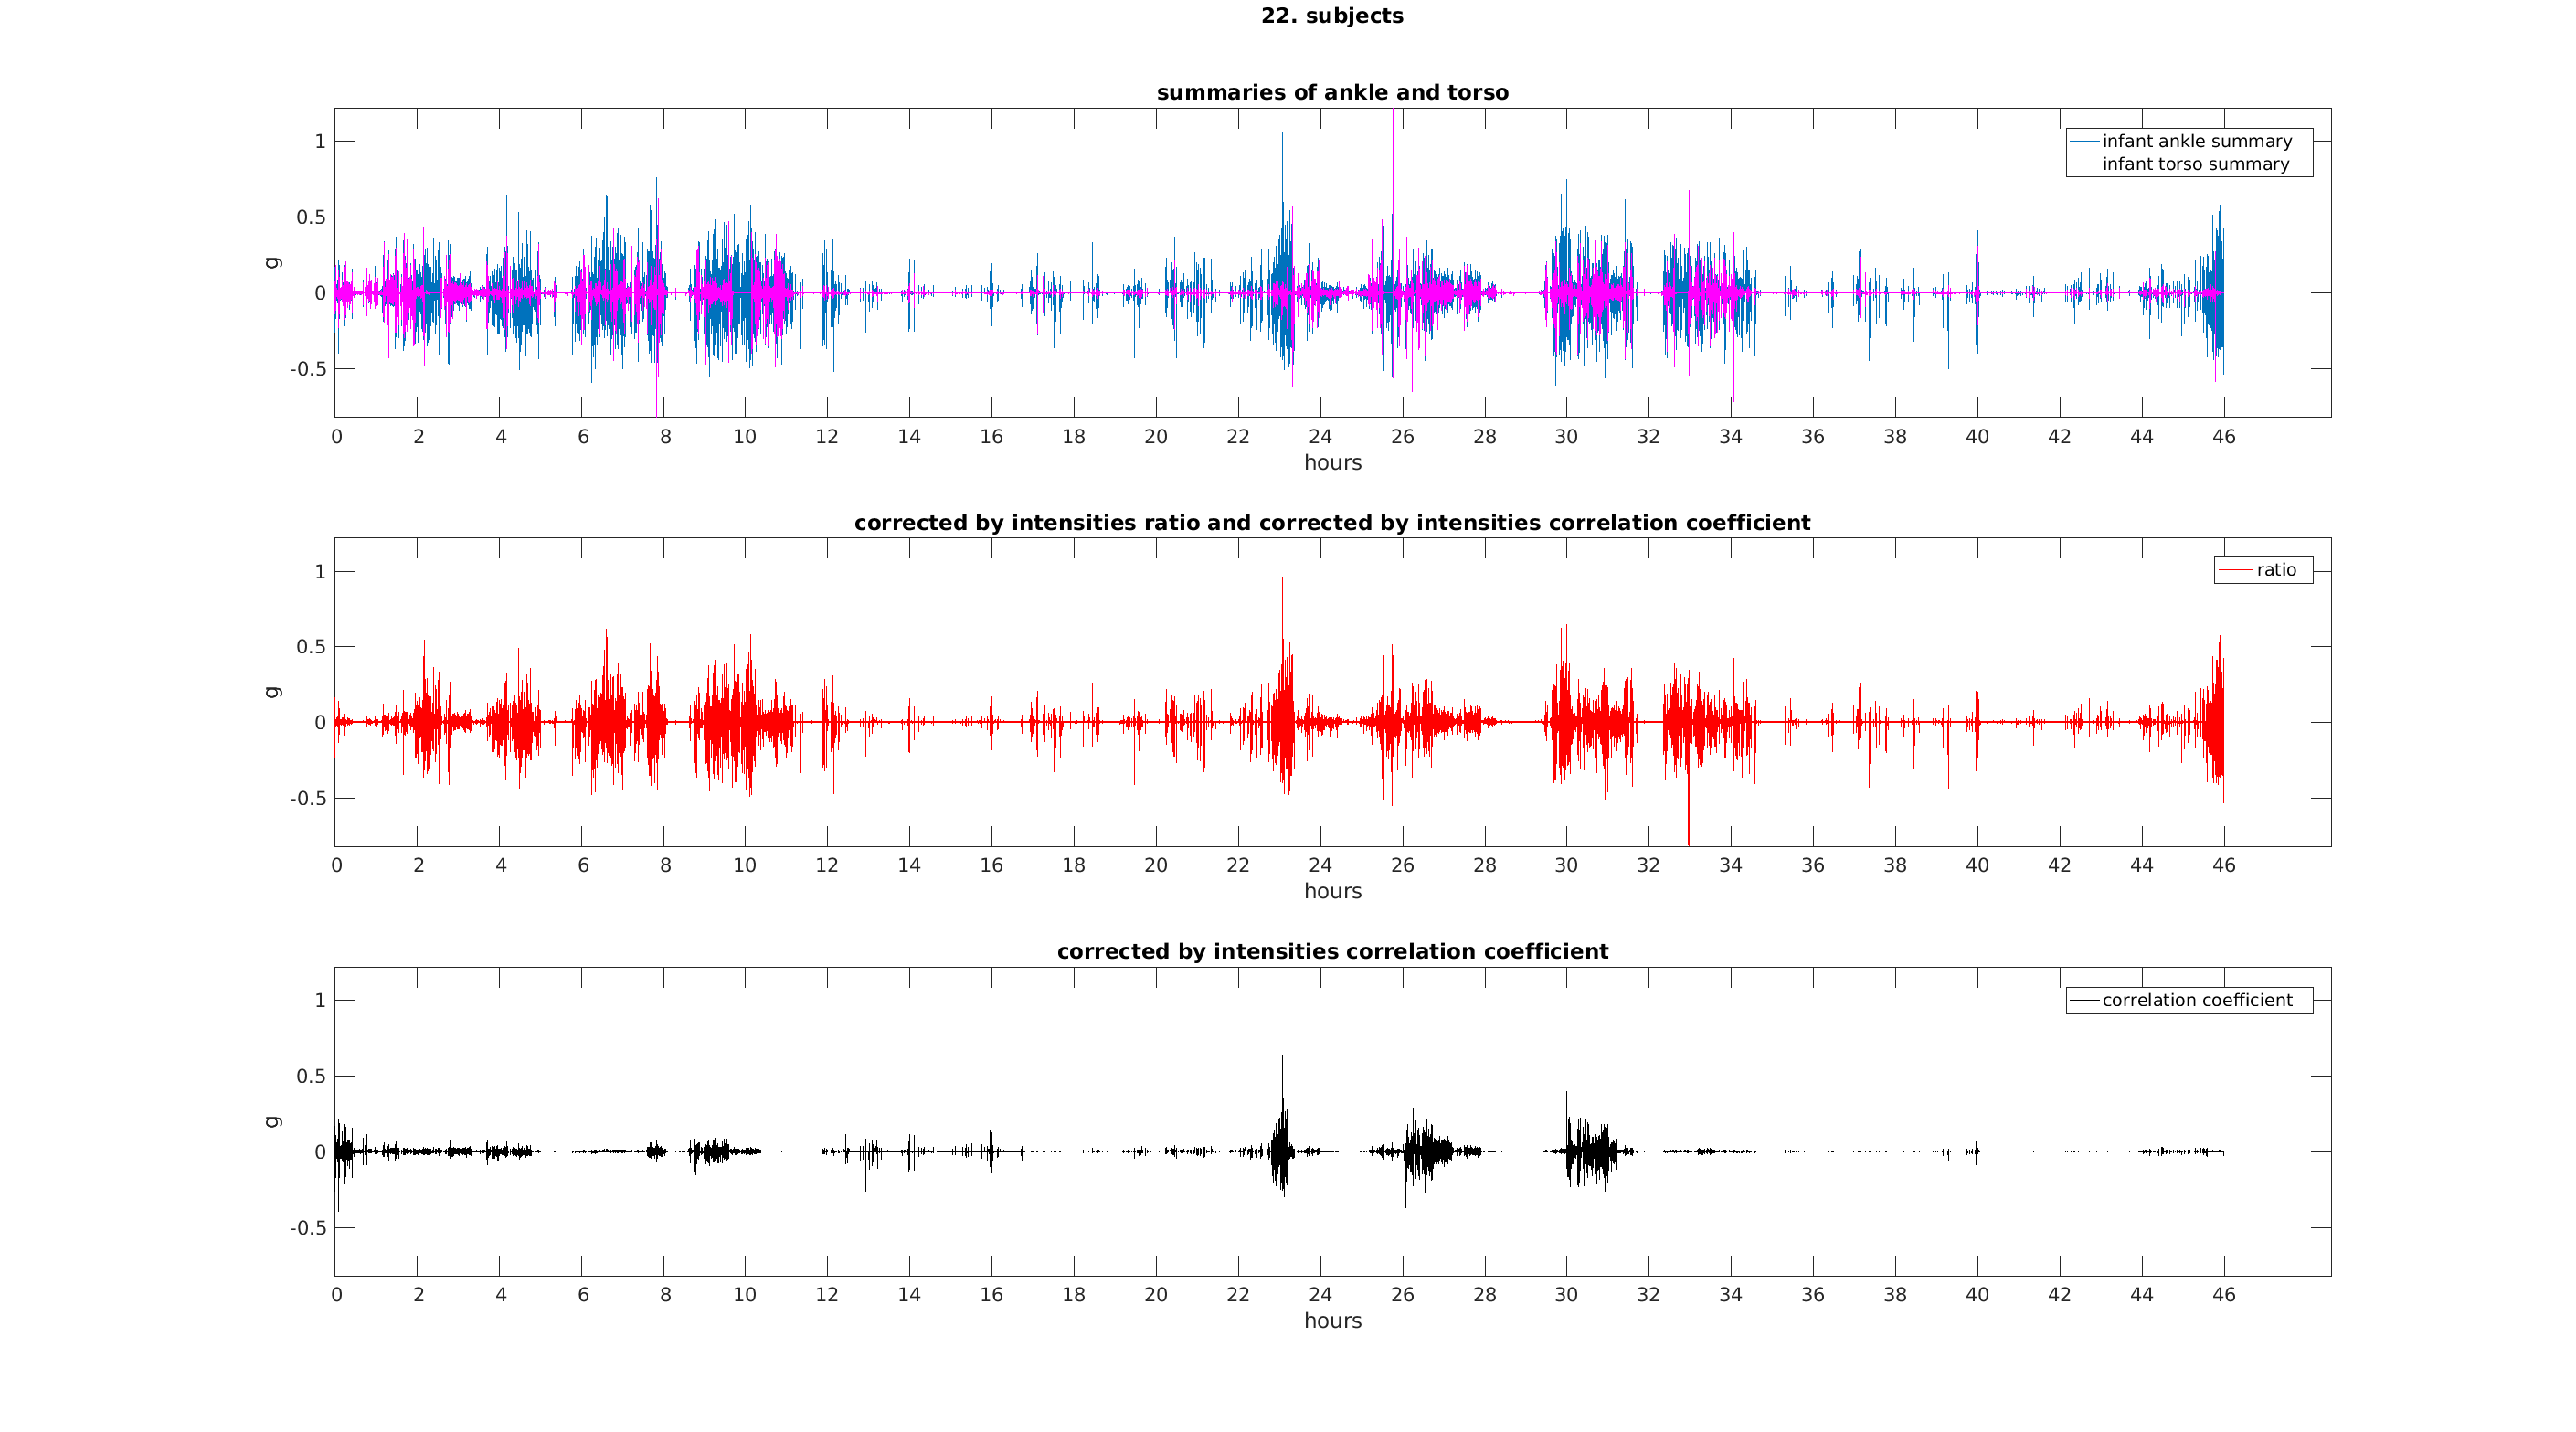 22. subjects
summaries of ankle and torso
infant ankle summary
infant torso summary
1
0.5
0
-0.5
g
0 2 4 6 8 10 12 14 16 18 20 22 24 26 28 30 32 34 36 38 40 42 44 46
hours
corrected by intensities ratio and corrected by intensities correlation coefficient
ratio
1
0.5
0
-0.5
g
0 2 4 6 8 10 12 14 16 18 20 22 24 26 28 30 32 34 36 38 40 42 44 46
hours
corrected by intensities correlation coefficient
correlation coefficient
1
0.5
0
-0.5
g
0 2 4 6 8 10 12 14 16 18 20 22 24 26 28 30 32 34 36 38 40 42 44 46
hours